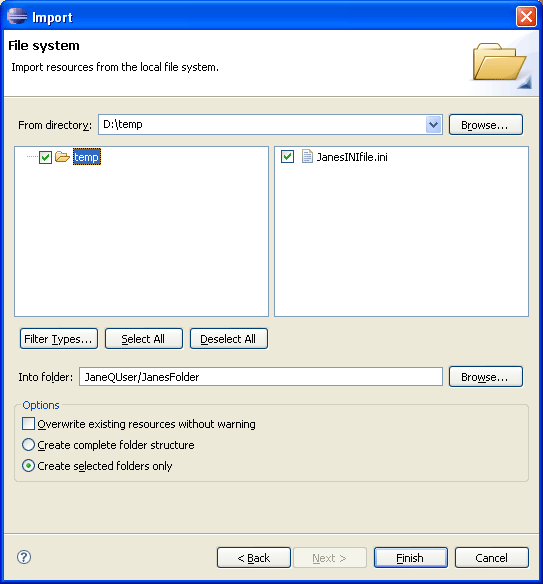 Import
File system
Import resources from the local file system.
From directory: D:\temp Browse...
temp JanesINIfile.ini
Filter Types... Select All Deselect All
Into folder: JaneQUser/JanesFolder Browse...
Options
Overwrite existing resources without warning
Create complete folder structure
Create selected folders only
? < Back Next > Finish Cancel